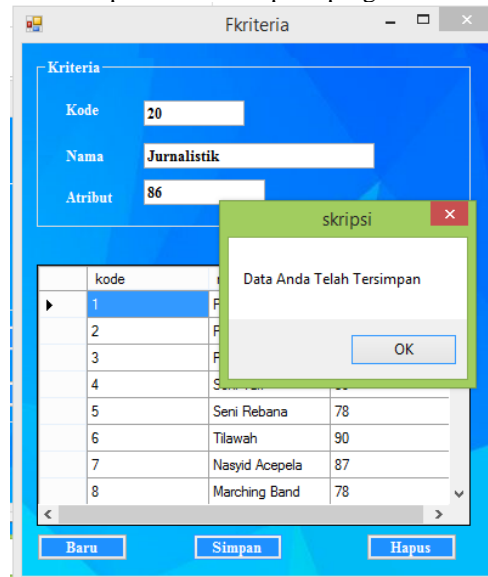 Fkriteria
Kriteria
Kode 20
Nama Jurnalistik
Atribut 86
skripsi
Data Anda Telah Tersimpan
OK
kode
1
2
3
4
5 Seni Rebana 78
6 Tilawah 90
7 Nasyid Acepela 87
8 Marching Band 78
Baru Simpan Hapus